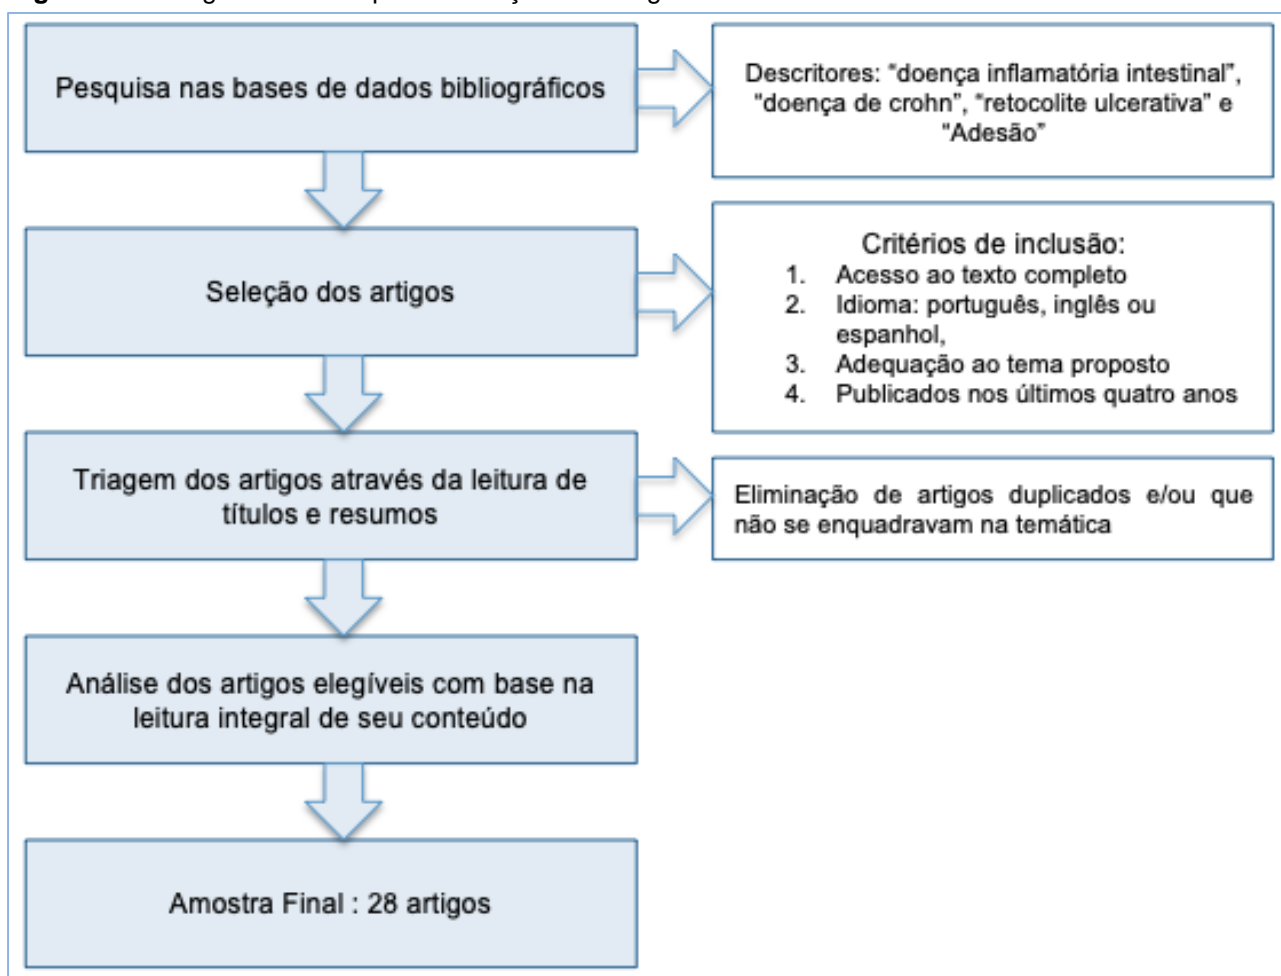 Pesquisa nas bases de dados bibliográficos
Descritores: “doença inflamatória intestinal”,
“doença de crohn”, “retocolite ulcerativa” e
“Adesão”
Seleção dos artigos
Critérios de inclusão:
1. Acesso ao texto completo
2. Idioma: português, inglês ou
espanhol,
3. Adequação ao tema proposto
4. Publicados nos últimos quatro anos
Triagem dos artigos através da leitura de
títulos e resumos
Eliminação de artigos duplicados e/ou que
não se enquadravam na temática
Análise dos artigos elegíveis com base na
leitura integral de seu conteúdo
Amostra Final : 28 artigos